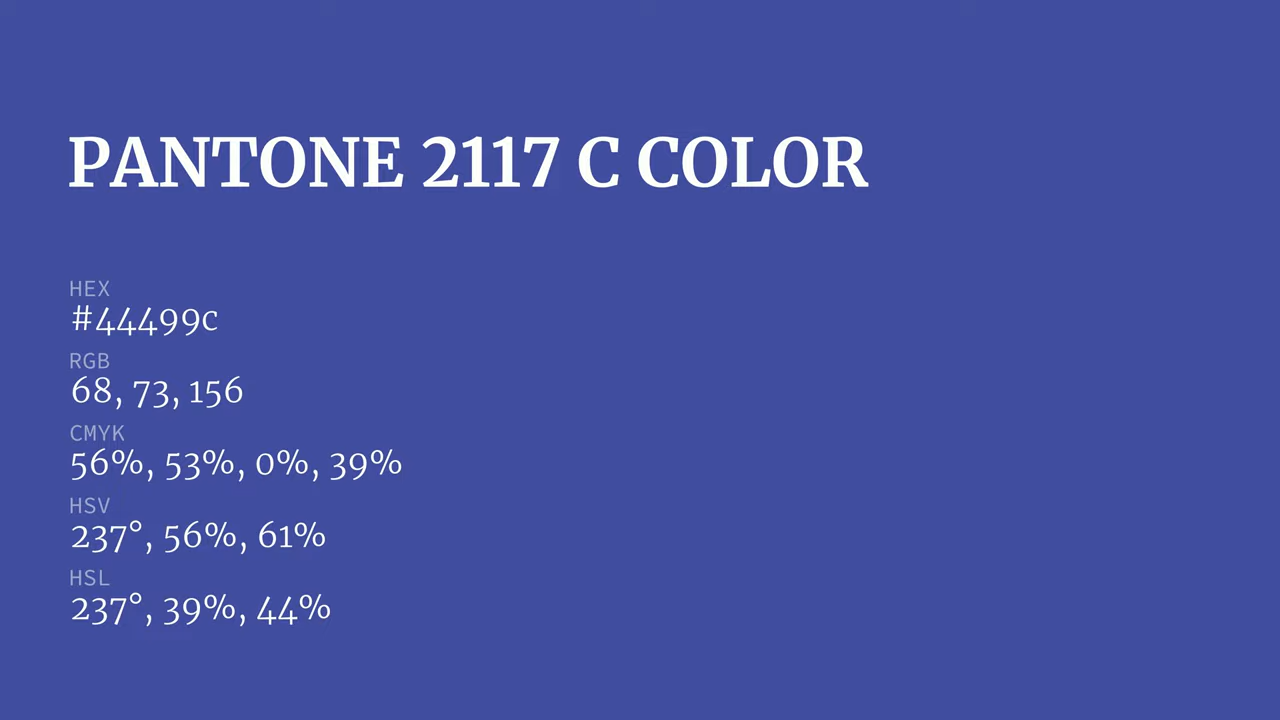 PANTONE 2117 C COLOR
HEX
#44499c
RGB
68, 73, 156
CMYK
56%, 53%, 0%, 39%
HSV
237°, 56%, 61%
HSL
237°, 39%, 44%